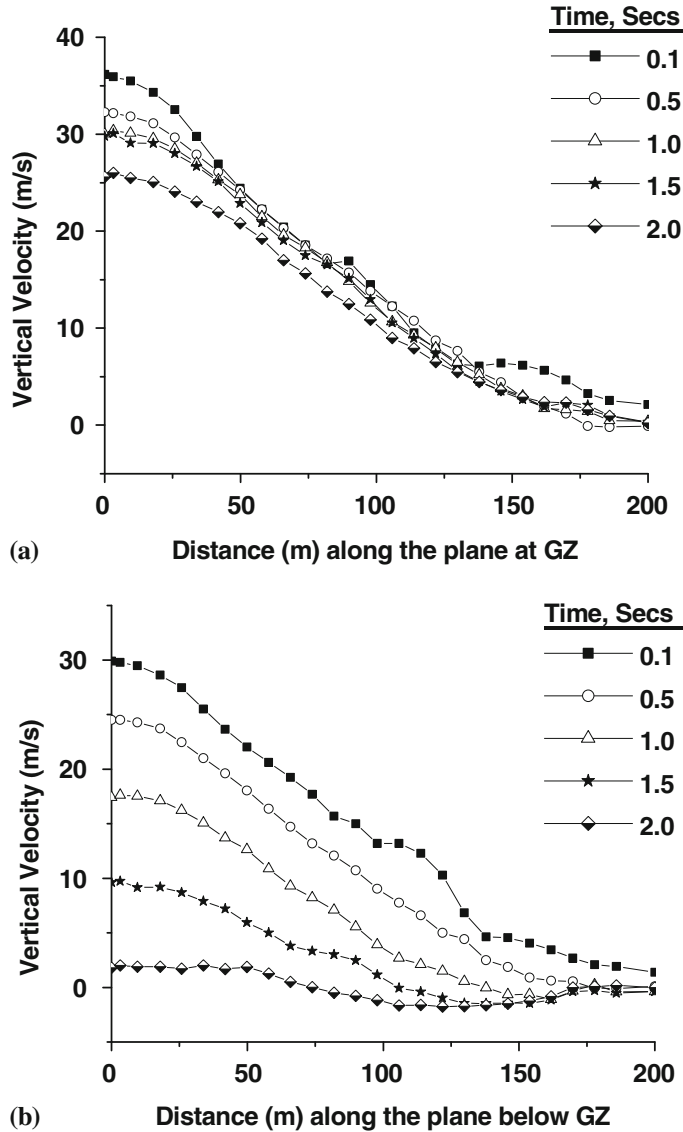 Time, Secs
0.1
0.5
1.0
1.5
2.0
40
30
20
10
0
Vertical Velocity (m/s)
0 50 100 150 200
(a) Distance (m) along the plane at GZ
Time, Secs
0.1
0.5
1.0
1.5
2.0
30
20
10
0
Vertical Velocity (m/s)
0 50 100 150 200
(b) Distance (m) along the plane below GZ